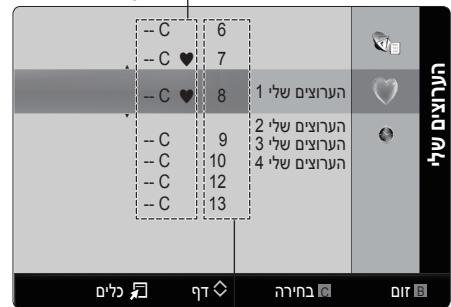 הערוצים שלי
6 C --
7 ♥ C --
הערוצים שלי 1 8 ♥ C --
הערוצים שלי 2
הערוצים שלי 3 9 C --
הערוצים שלי 4 10 C --
12 C --
13 C --
B זום C בחירה דף כלים